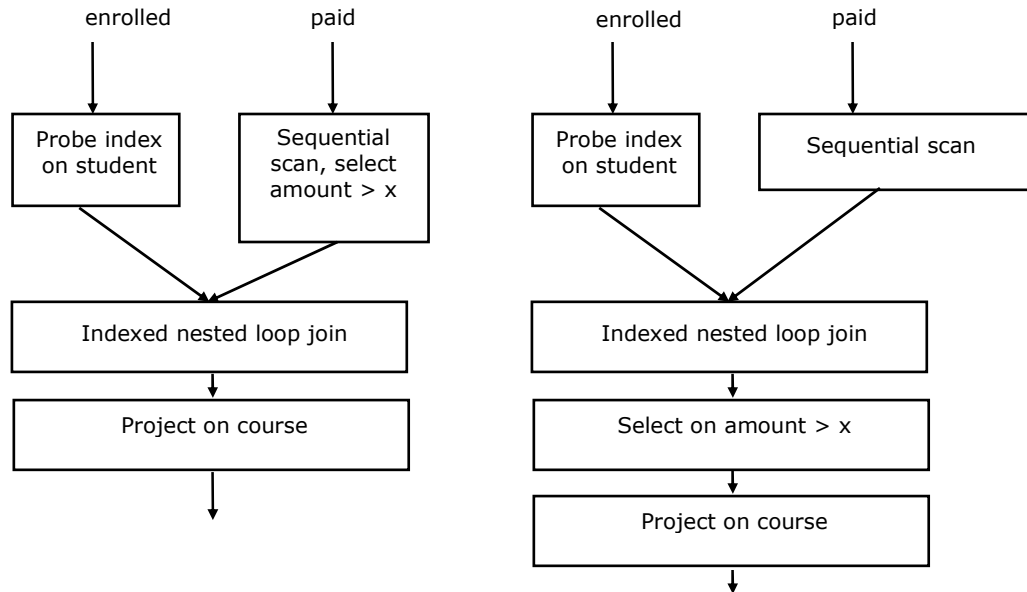 enrolled
paid
Probe index
on student
Sequential
scan, select
amount > x
Indexed nested loop join
Project on course
enrolled
paid
Probe index
on student
Sequential scan
Indexed nested loop join
Select on amount > x
Project on course